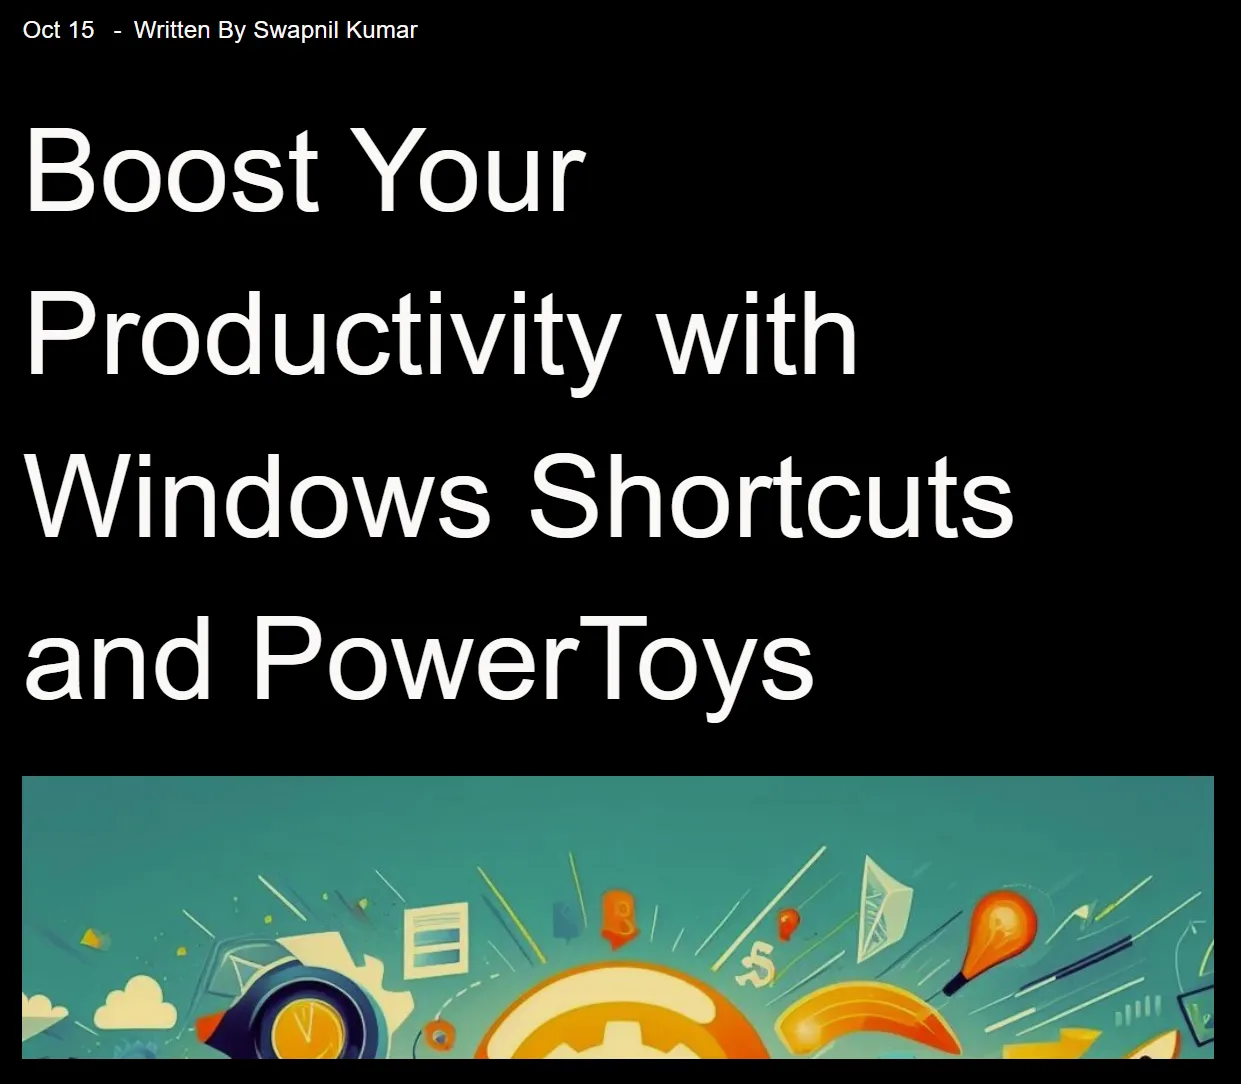 Oct 15 - Written By Swapnil Kumar
Boost Your
Productivity with
Windows Shortcuts
and PowerToys